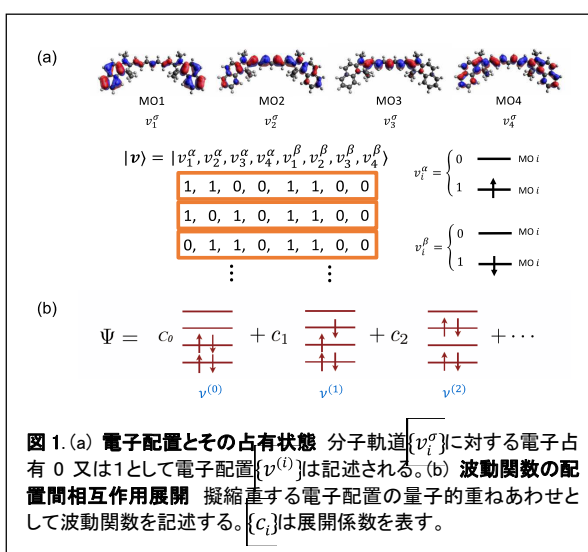 (a)
MO1 MO2 MO3 MO4
v₁^σ v₂^σ v₃^σ v₄^σ
|v⟩ = |v₁^α, v₂^α, v₃^α, v₄^α, v₁^β, v₂^β, v₃^β, v₄^β⟩
1, 1, 0, 0, 1, 1, 0, 0
1, 0, 1, 0, 1, 1, 0, 0
0, 1, 1, 0, 1, 1, 0, 0
⋮ ⋮
v_i^α = { 0 MO i
1 MO i
v_i^β = { 0 MO i
1 MO i
(b)
Ψ = c₀ + c₁ + c₂ + ⋯
ν^(0) ν^(1) ν^(2)
図 1.(a) 電子配置とその占有状態 分子軌道{v_i^σ}に対する電子占
有 0 又は1として電子配置{ν^(i)}は記述される。(b) 波動関数の配
置間相互作用展開 擬縮重する電子配置の量子的重ねあわせと
して波動関数を記述する。{c_i}は展開係数を表す。